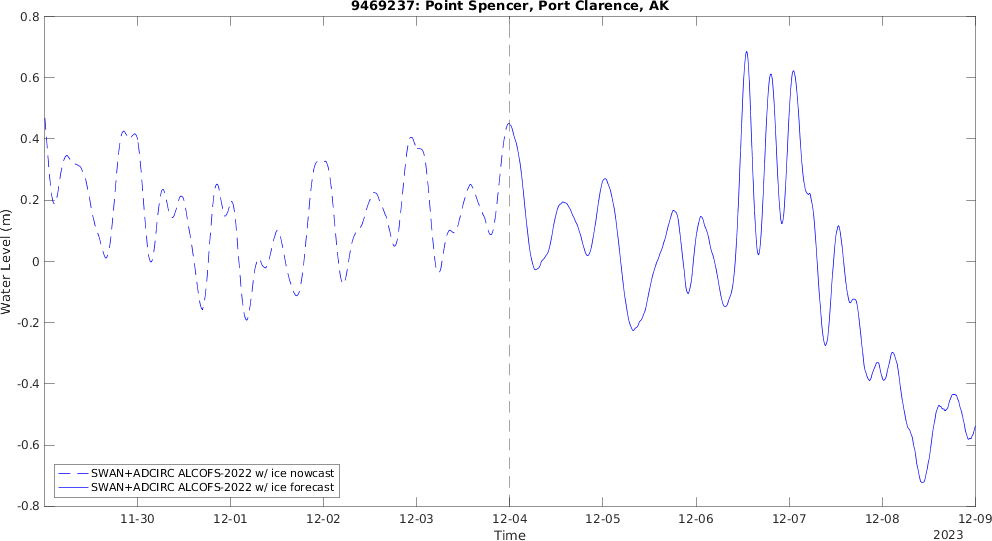 9469237: Point Spencer, Port Clarence, AK
0.8
0.6
0.4
0.2
0
-0.2
-0.4
-0.6
-0.8
Water Level (m)
SWAN+ADCIRC ALCOFS-2022 w/ ice nowcast
SWAN+ADCIRC ALCOFS-2022 w/ ice forecast
11-30 12-01 12-02 12-03 12-04 12-05 12-06 12-07 12-08 12-09
Time
2023